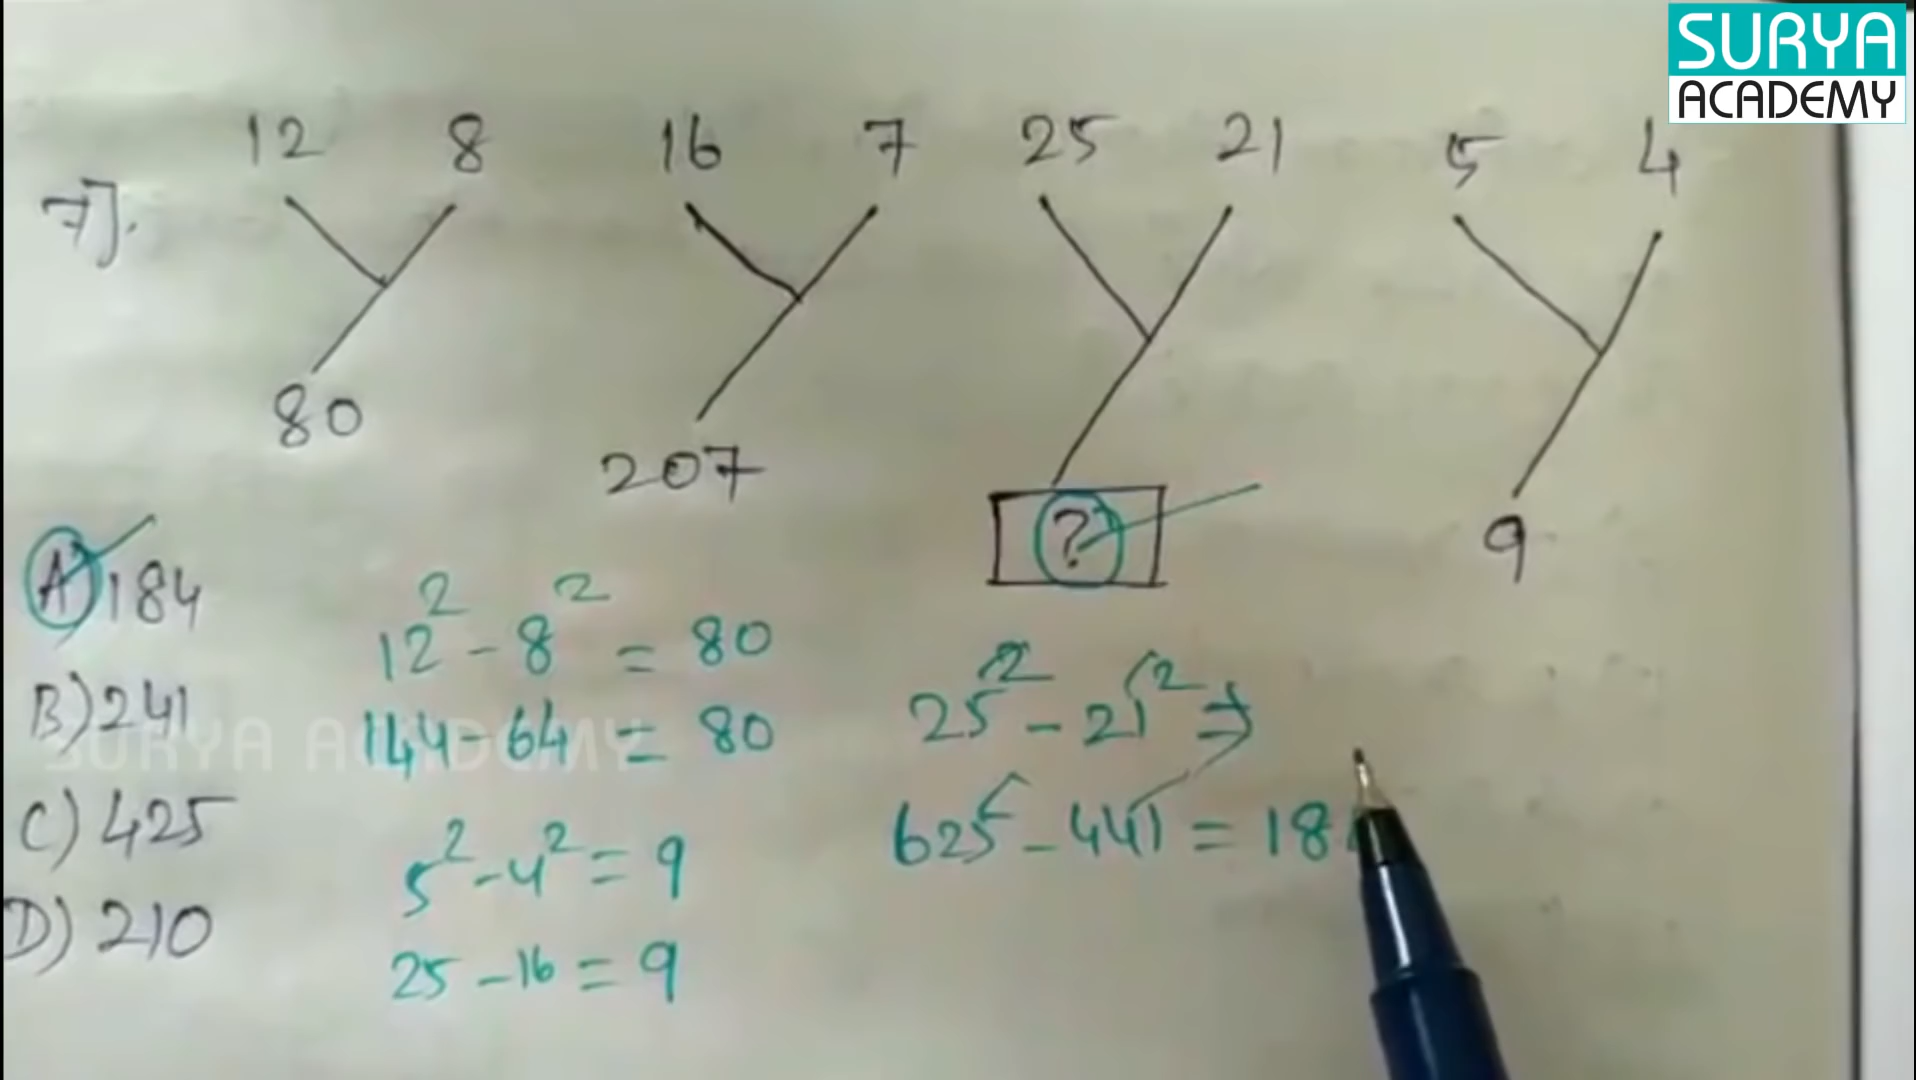 SURYA
ACADEMY
12 8 16 7 25 21 5 4
7].
80
207
?
9
A) 184
B) 241
C) 425
D) 210
12² - 8² = 80
144 - 64 = 80
5² - 4² = 9
25 - 16 = 9
25² - 21² ⇒
625 - 441 = 18
SURYA ACADEMY